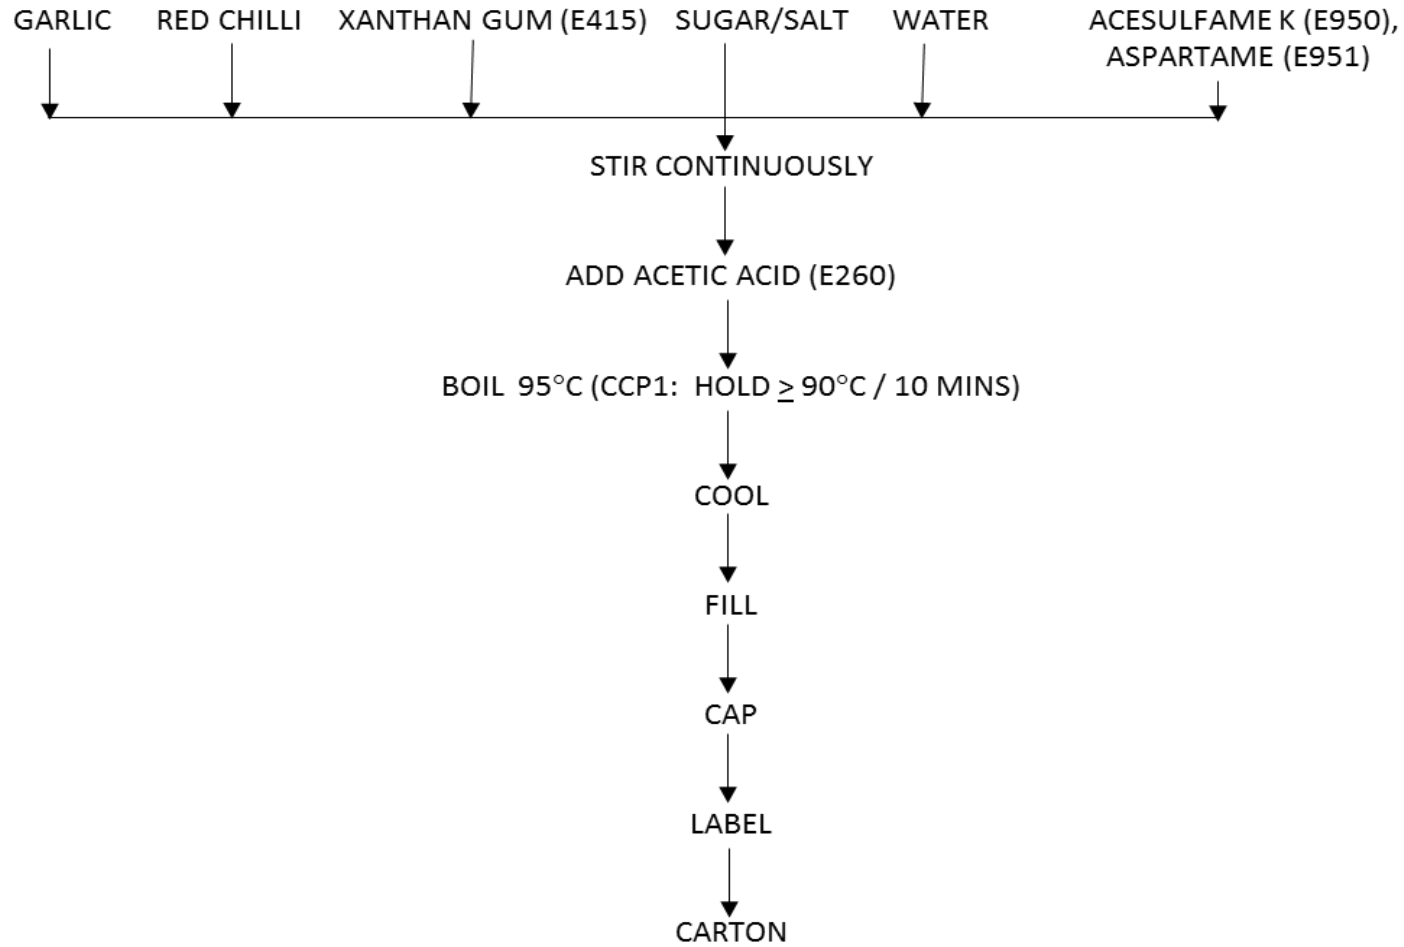 GARLIC RED CHILLI XANTHAN GUM (E415) SUGAR/SALT WATER ACESULFAME K (E950),
ASPARTAME (E951)
STIR CONTINUOUSLY
ADD ACETIC ACID (E260)
BOIL 95°C (CCP1: HOLD ≥ 90°C / 10 MINS)
COOL
FILL
CAP
LABEL
CARTON